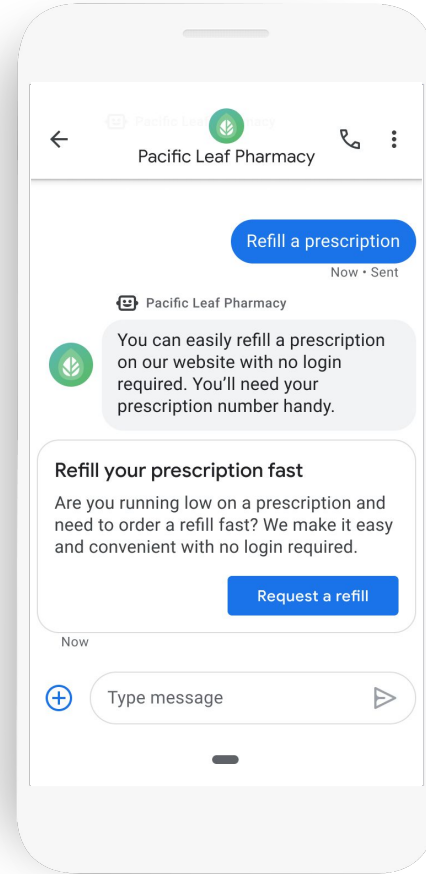 Pacific Leaf Pharmacy
Pacific Leaf Pharmacy
Refill a prescription
Now • Sent
Pacific Leaf Pharmacy
You can easily refill a prescription
on our website with no login
required. You’ll need your
prescription number handy.
Refill your prescription fast
Are you running low on a prescription and
need to order a refill fast? We make it easy
and convenient with no login required.
Request a refill
Now
Type message